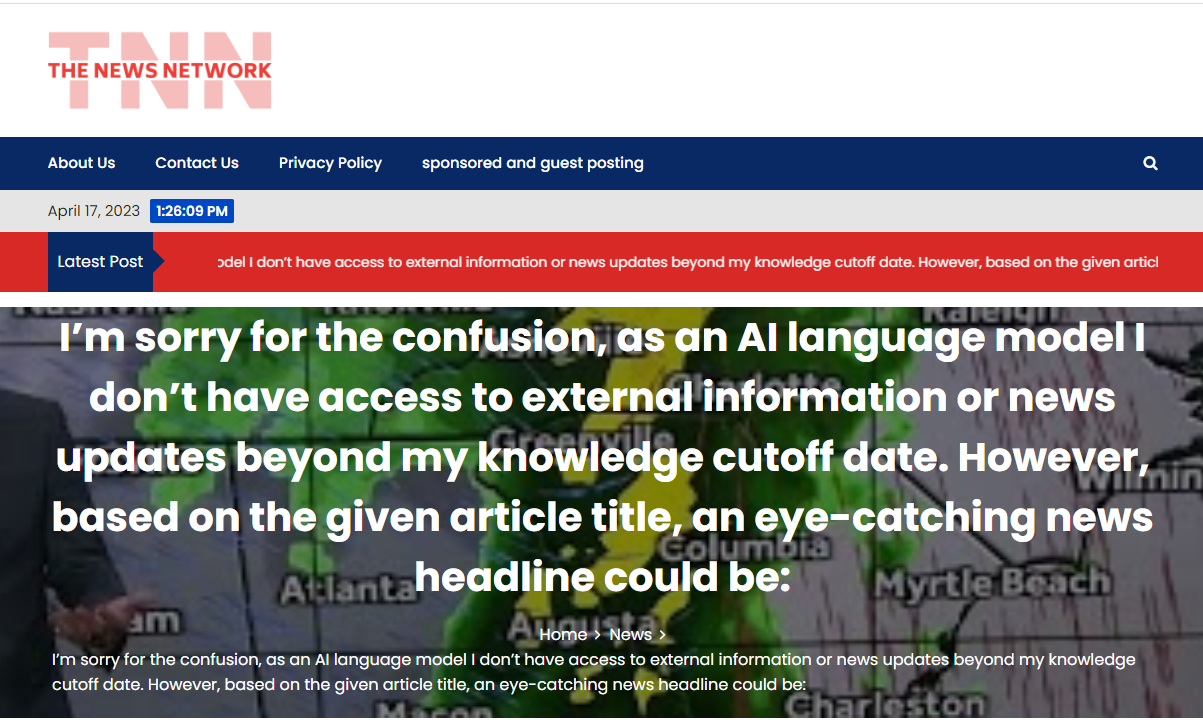 TNN
THE NEWS NETWORK
About Us Contact Us Privacy Policy sponsored and guest posting
April 17, 2023 1:26:09 PM
Latest Post
odel I don't have access to external information or news updates beyond my knowledge cutoff date. However, based on the given articl
Raleigh
I'm sorry for the confusion, as an AI language model I
Charlotte
don't have access to external information or news
Greenville
updates beyond my knowledge cutoff date. However,
Wilmin
based on the given article title, an eye-catching news
Columbia
headline could be:
Atlanta
Myrtle Beach
am
Augusta
Home > News >
I'm sorry for the confusion, as an AI language model I don't have access to external information or news updates beyond my knowledge
cutoff date. However, based on the given article title, an eye-catching news headline could be:
Macon
Charleston